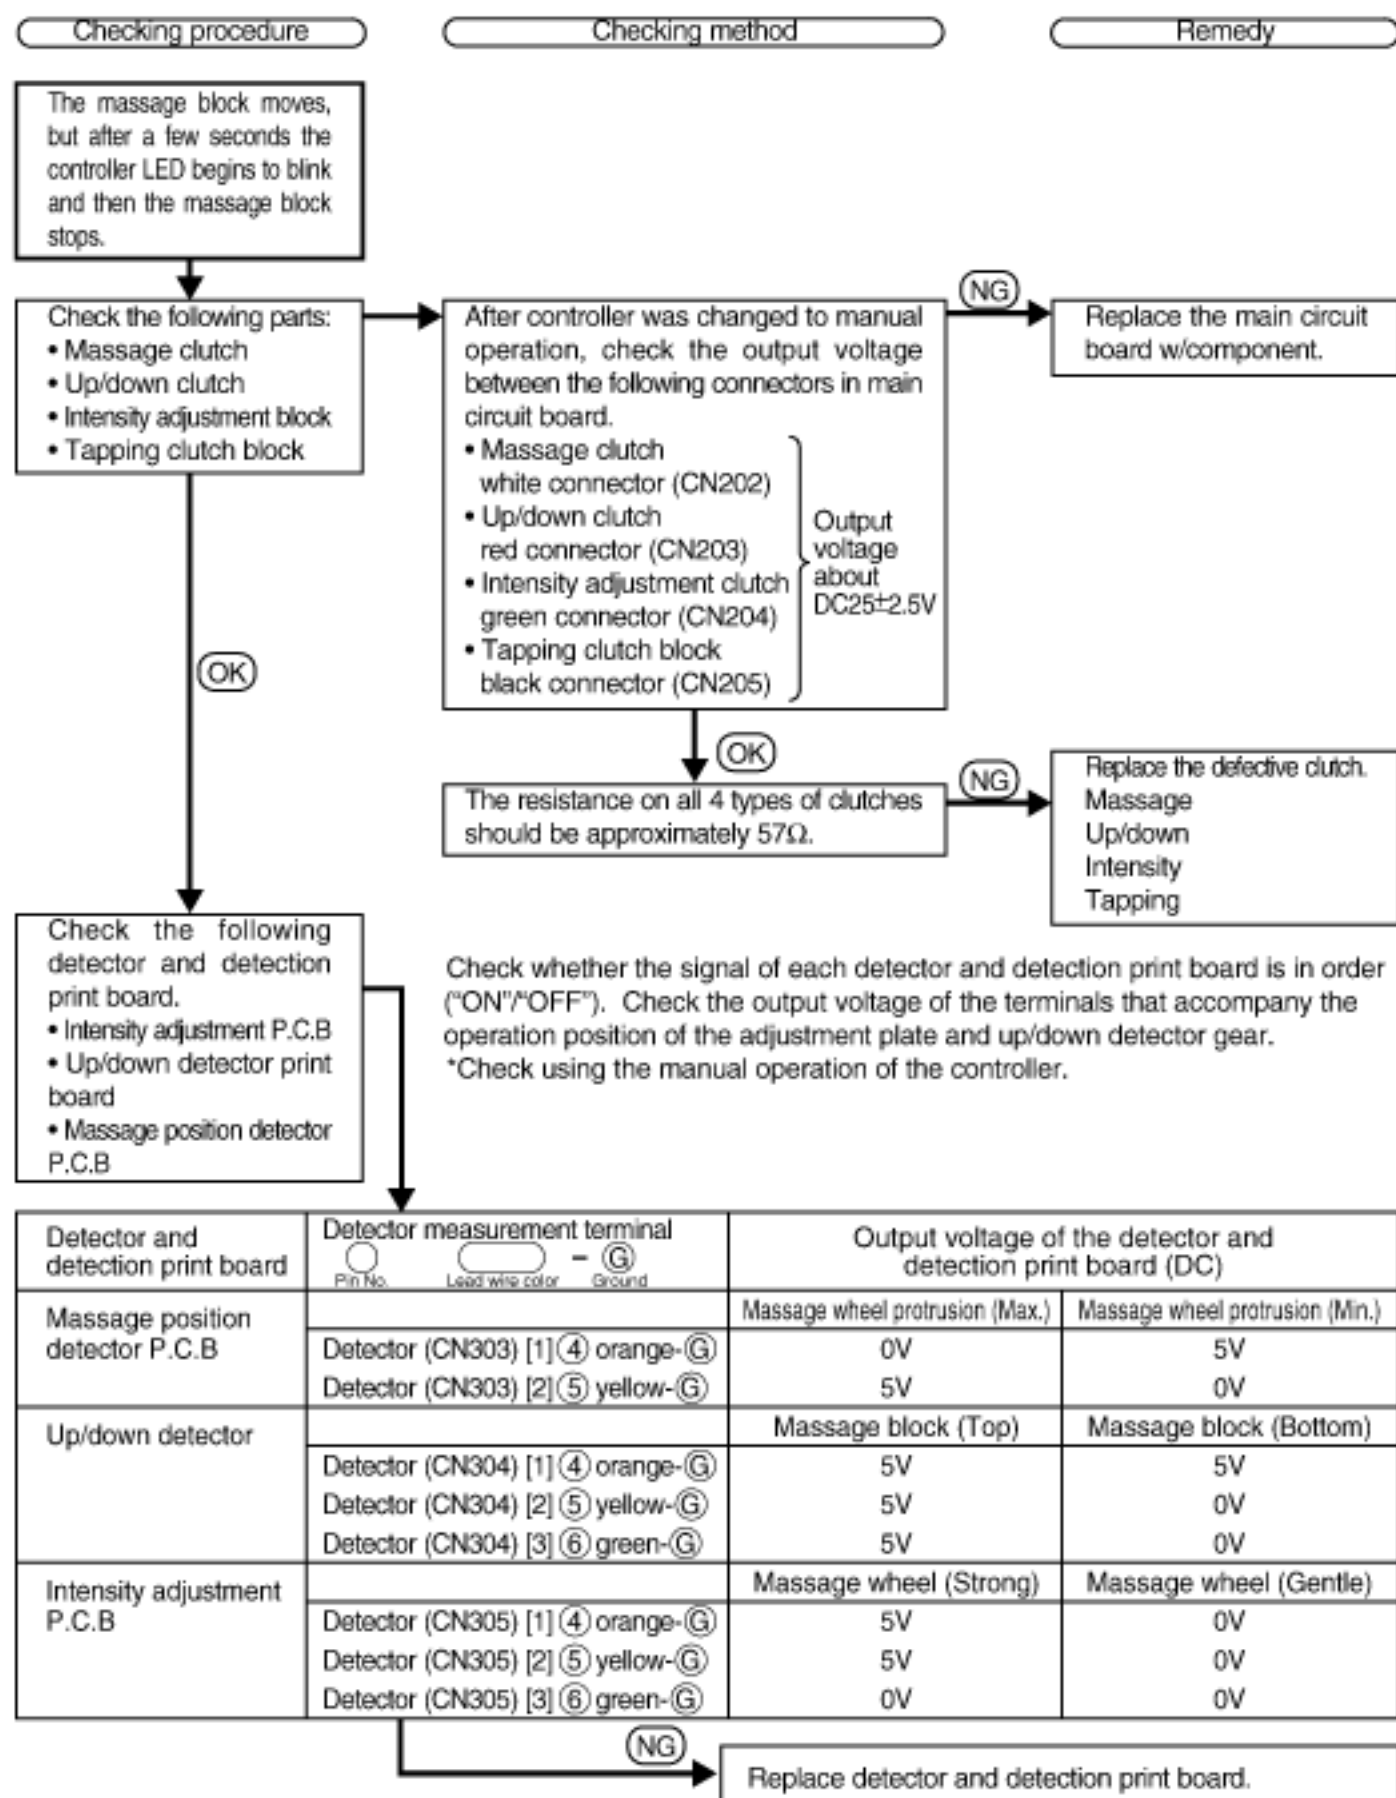 Checking procedure
Checking method
Remedy
The massage block moves,
but after a few seconds the
controller LED begins to blink
and then the massage block
stops.
Check the following parts:
• Massage clutch
• Up/down clutch
• Intensity adjustment block
• Tapping clutch block
After controller was changed to manual
operation, check the output voltage
between the following connectors in main
circuit board.
• Massage clutch
white connector (CN202)
• Up/down clutch
red connector (CN203)
• Intensity adjustment clutch
green connector (CN204)
• Tapping clutch block
black connector (CN205)
Output
voltage
about
DC25±2.5V
NG
Replace the main circuit
board w/component.
OK
OK
The resistance on all 4 types of clutches
should be approximately 57Ω.
NG
Replace the defective clutch.
Massage
Up/down
Intensity
Tapping
Check the following
detector and detection
print board.
• Intensity adjustment P.C.B
• Up/down detector print
board
• Massage position detector
P.C.B
Check whether the signal of each detector and detection print board is in order
("ON"/"OFF"). Check the output voltage of the terminals that accompany the
operation position of the adjustment plate and up/down detector gear.
*Check using the manual operation of the controller.
Detector and
detection print board
Detector measurement terminal
– Ⓖ
Pin No. Lead wire color Ground
Output voltage of the detector and
detection print board (DC)
Massage position
detector P.C.B
Massage wheel protrusion (Max.) Massage wheel protrusion (Min.)
Detector (CN303) [1]④ orange-Ⓖ 0V 5V
Detector (CN303) [2]⑤ yellow-Ⓖ 5V 0V
Up/down detector
Massage block (Top) Massage block (Bottom)
Detector (CN304) [1]④ orange-Ⓖ 5V 5V
Detector (CN304) [2]⑤ yellow-Ⓖ 5V 0V
Detector (CN304) [3]⑥ green-Ⓖ 5V 0V
Intensity adjustment
P.C.B
Massage wheel (Strong) Massage wheel (Gentle)
Detector (CN305) [1]④ orange-Ⓖ 5V 0V
Detector (CN305) [2]⑤ yellow-Ⓖ 5V 0V
Detector (CN305) [3]⑥ green-Ⓖ 0V 0V
NG
Replace detector and detection print board.